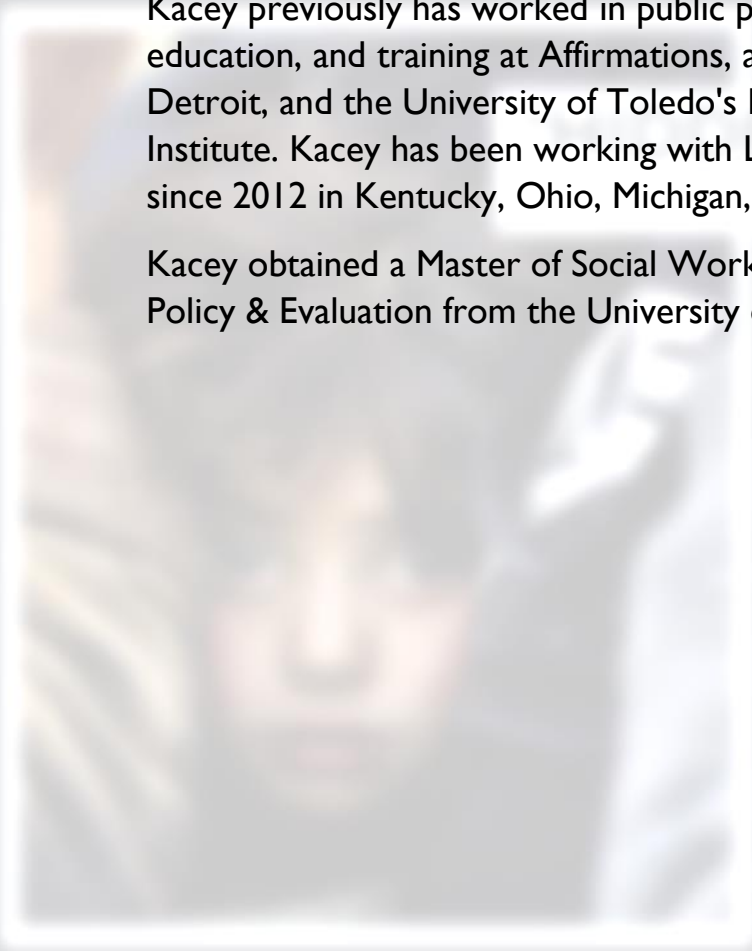 Kacey previously has worked in public p
education, and training at Affirmations, a
Detroit, and the University of Toledo's
Institute. Kacey has been working with L
since 2012 in Kentucky, Ohio, Michigan,
Kacey obtained a Master of Social Work
Policy & Evaluation from the University